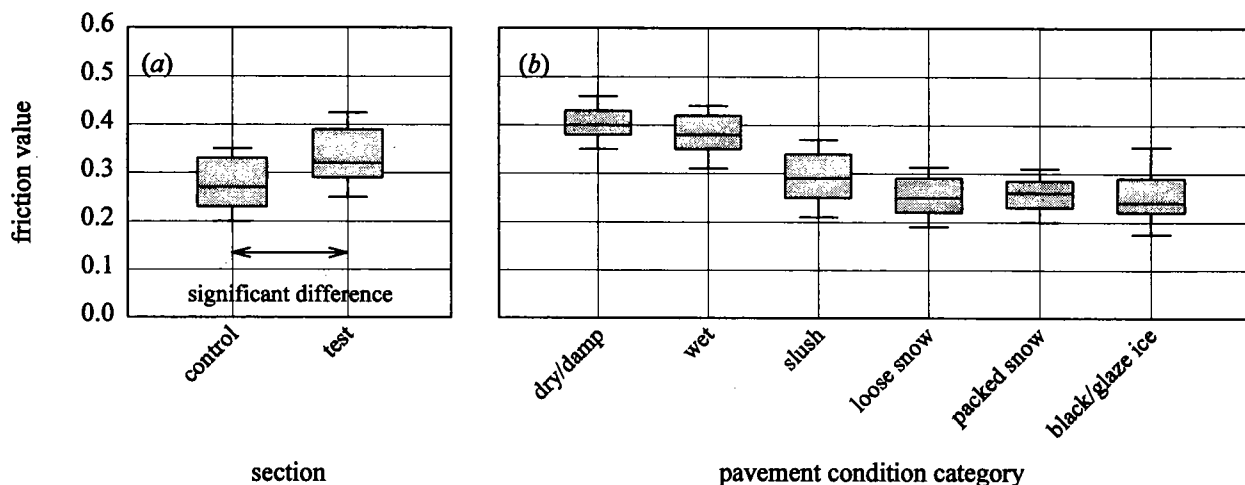 0.6
0.5
0.4
0.3
0.2
0.1
0.0
friction value
(a)
significant difference
control
test
section
(b)
dry/damp
wet
slush
loose snow
packed snow
black/glaze ice
pavement condition category